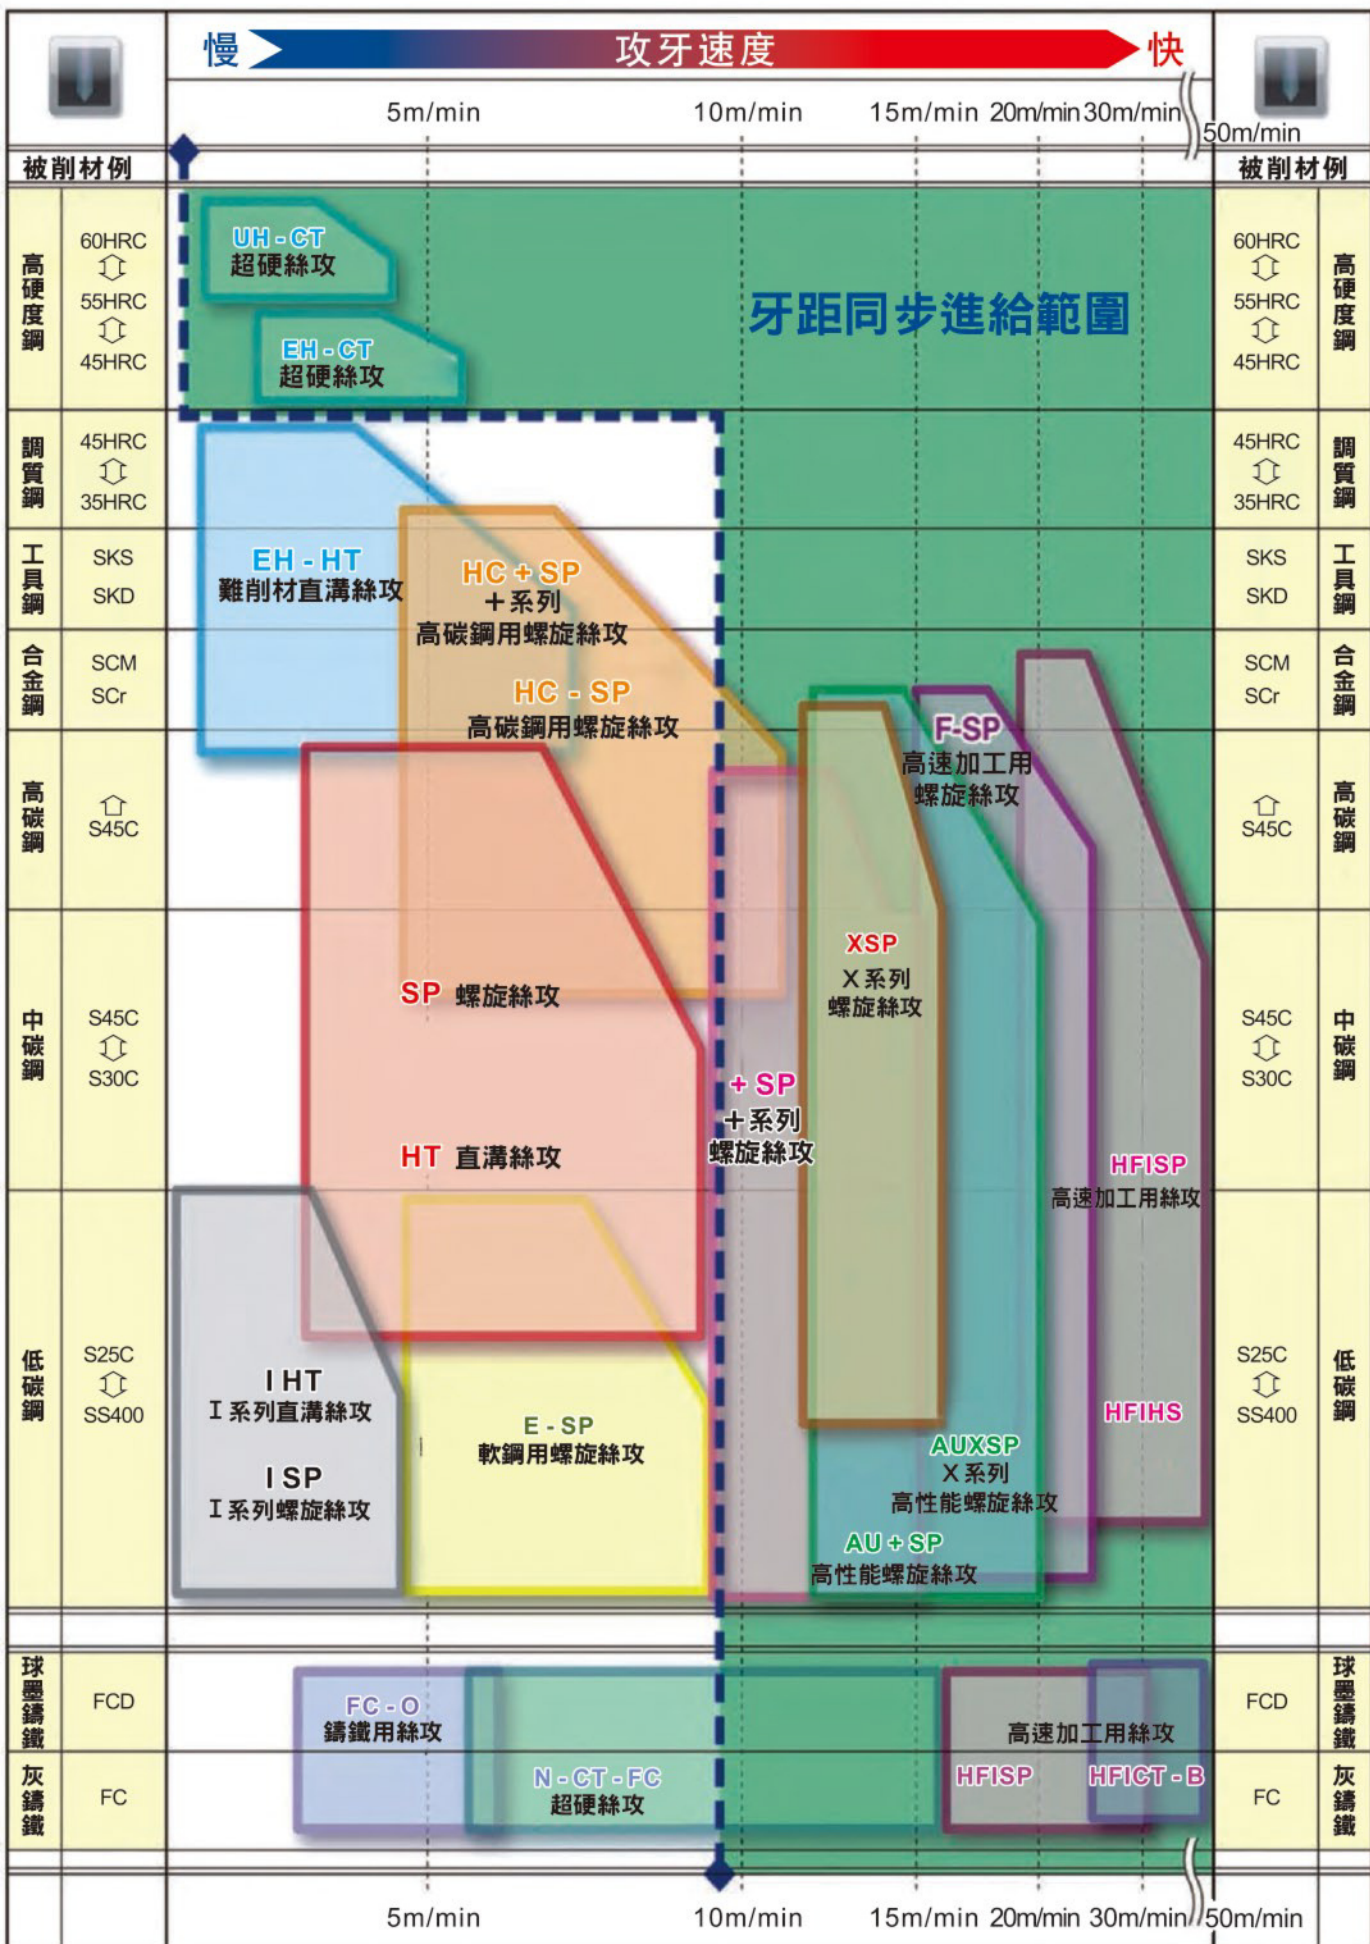 慢 攻牙速度 快
5m/min 10m/min 15m/min 20m/min 30m/min 50m/min
被削材例 被削材例
高硬度鋼
60HRC
⇕
55HRC
⇕
45HRC
UH-CT
超硬絲攻
EH-CT
超硬絲攻
牙距同步進給範圍
60HRC
⇕
55HRC
⇕
45HRC
高硬度鋼
調質鋼
45HRC
⇕
35HRC
45HRC
⇕
35HRC
調質鋼
工具鋼
SKS
SKD
EH-HT
難削材直溝絲攻
HC+SP
+系列
高碳鋼用螺旋絲攻
SKS
SKD
工具鋼
合金鋼
SCM
SCr
HC-SP
高碳鋼用螺旋絲攻
F-SP
高速加工用
螺旋絲攻
SCM
SCr
合金鋼
高碳鋼
⇧
S45C
⇧
S45C
高碳鋼
中碳鋼
S45C
⇕
S30C
SP 螺旋絲攻
HT 直溝絲攻
+SP
+系列
螺旋絲攻
XSP
X系列
螺旋絲攻
HFISP
高速加工用絲攻
S45C
⇕
S30C
中碳鋼
低碳鋼
S25C
⇕
SS400
I HT
I系列直溝絲攻
I SP
I系列螺旋絲攻
E-SP
軟鋼用螺旋絲攻
HFIHS
AUXSP
X系列
高性能螺旋絲攻
AU+SP
高性能螺旋絲攻
S25C
⇕
SS400
低碳鋼
球墨鑄鐵
FCD
FC-O
鑄鐵用絲攻
高速加工用絲攻
FCD
球墨鑄鐵
灰鑄鐵
FC
N-CT-FC
超硬絲攻
HFISP
HFICT-B
FC
灰鑄鐵
5m/min 10m/min 15m/min 20m/min 30m/min 50m/min